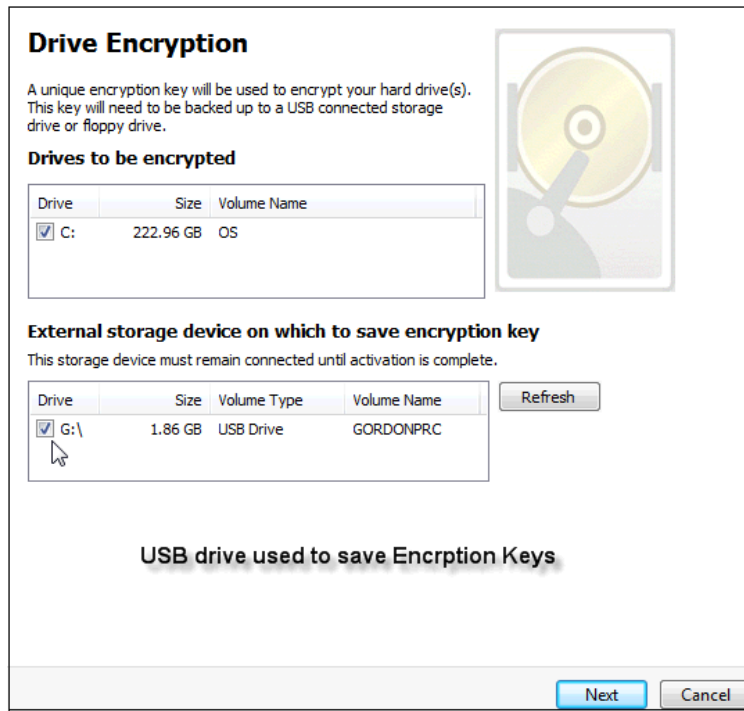 Drive Encryption
A unique encryption key will be used to encrypt your hard drive(s).
This key will need to be backed up to a USB connected storage
drive or floppy drive.
Drives to be encrypted
Drive Size Volume Name
C: 222.96 GB OS
External storage device on which to save encryption key
This storage device must remain connected until activation is complete.
Drive Size Volume Type Volume Name Refresh
G:\ 1.86 GB USB Drive GORDONPRC
USB drive used to save Encrption Keys
Next Cancel